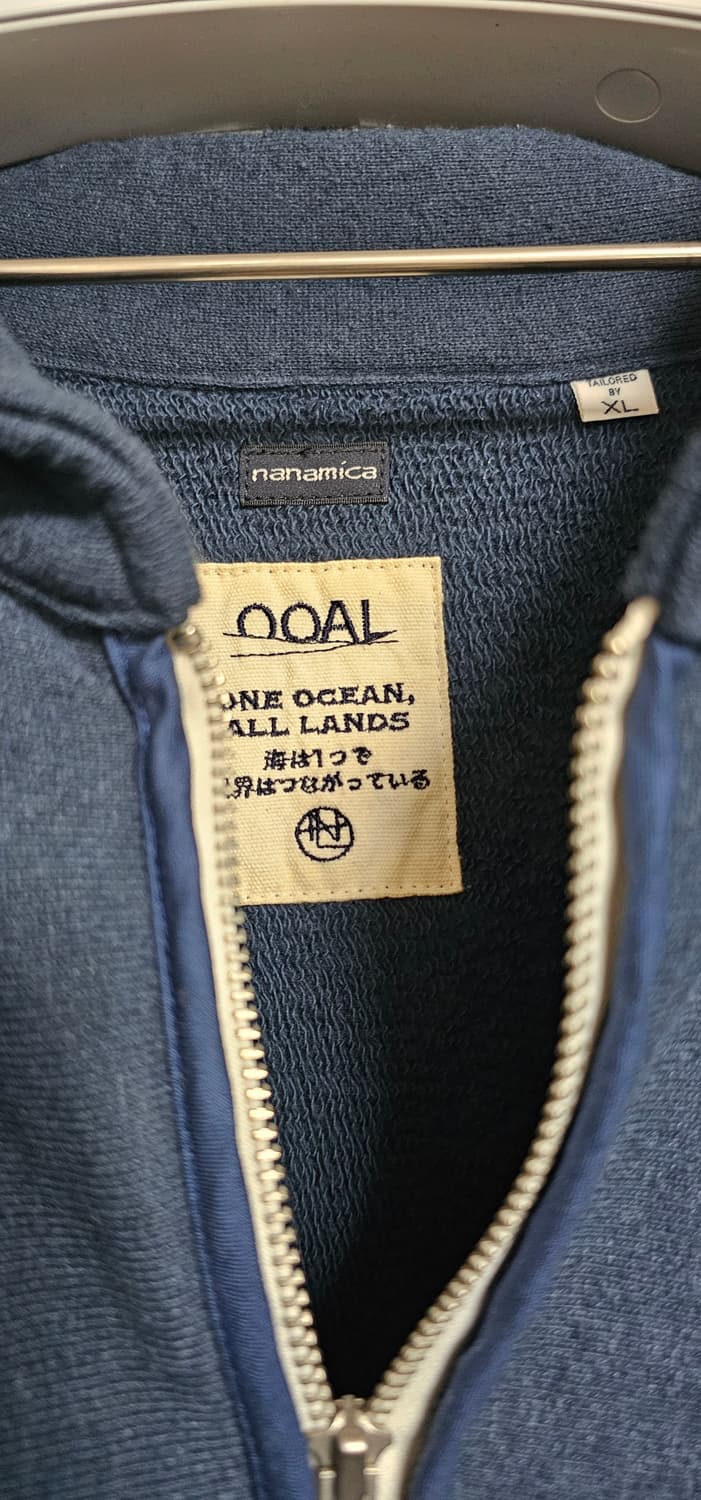 TAILORED
BY
XL
nanamica
OOAL
ONE OCEAN,
ALL LANDS
海は1つで
界はつながっている